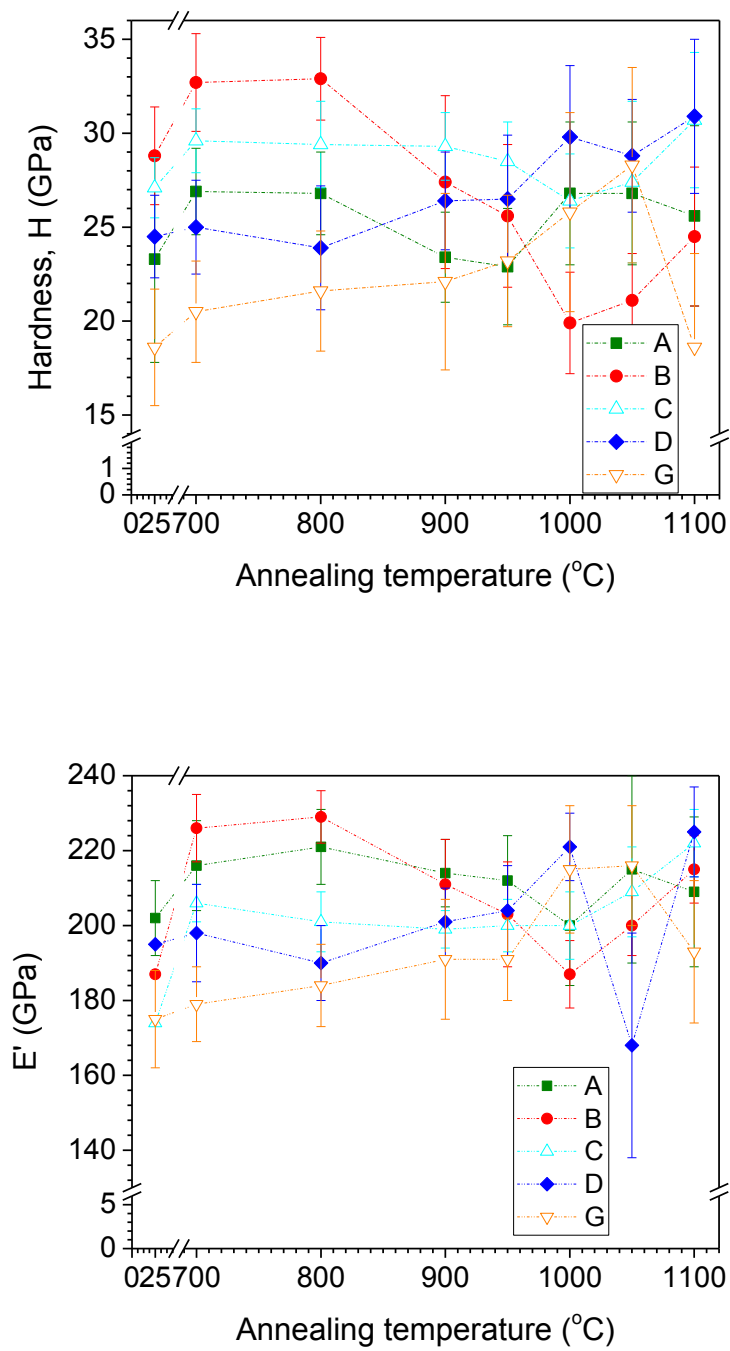 35
30
25
20
15
1
0
Hardness, H (GPa)
A
B
C
D
G
025700 800 900 1000 1100
Annealing temperature (°C)
240
220
200
180
160
140
5
0
E' (GPa)
A
B
C
D
G
025700 800 900 1000 1100
Annealing temperature (°C)